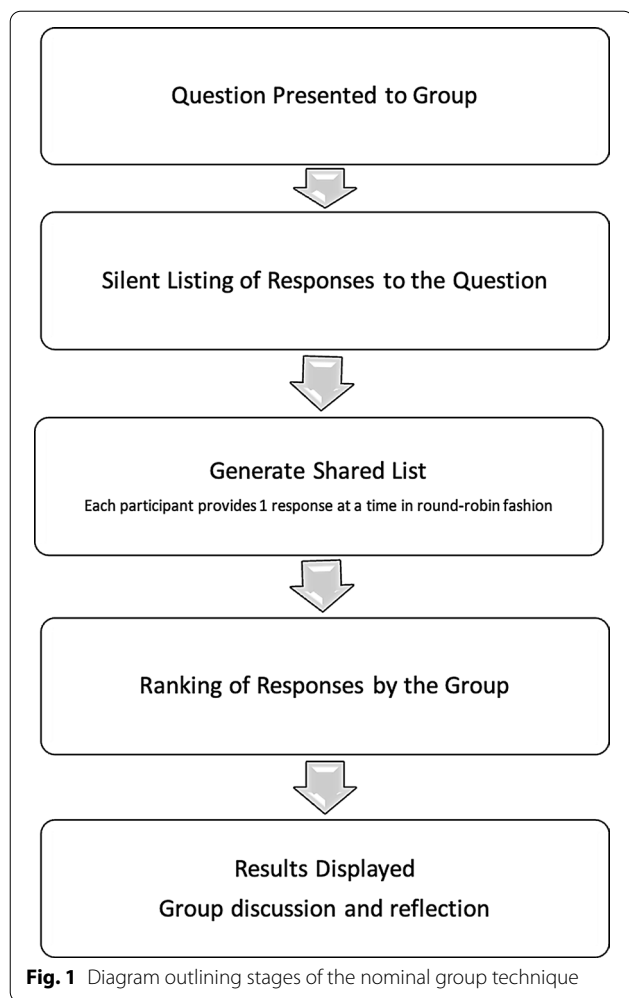 Question Presented to Group
Silent Listing of Responses to the Question
Generate Shared List
Each participant provides 1 response at a time in round-robin fashion
Ranking of Responses by the Group
Results Displayed
Group discussion and reflection
Fig. 1 Diagram outlining stages of the nominal group technique